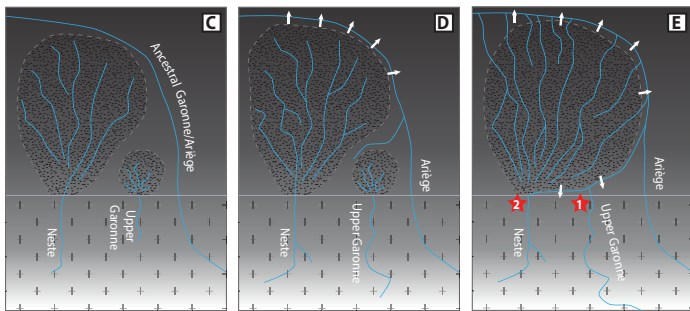 C
Ancestral Garonne/Ariège
Neste
Upper
Garonne
D
Ariège
Neste
Upper Garonne
E
Ariège
2
1
Neste
Upper Garonne